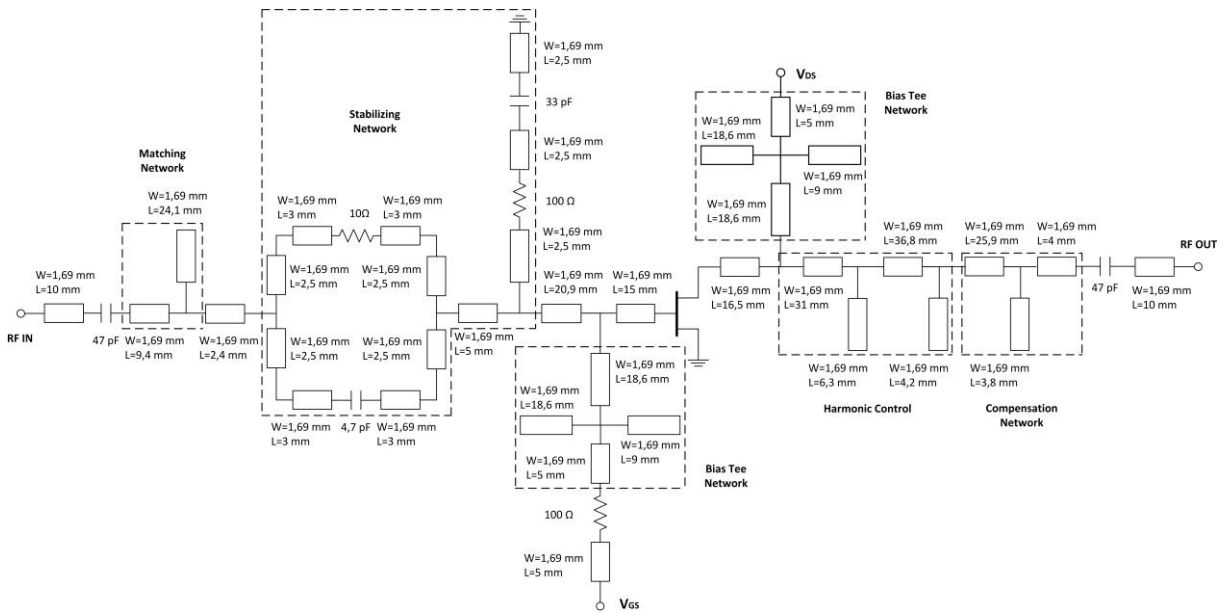 W=1,69 mm
L=2,5 mm
33 pF
W=1,69 mm
L=2,5 mm
100 Ω
W=1,69 mm
L=2,5 mm
Stabilizing
Network
W=1,69 mm
L=3 mm
10Ω
W=1,69 mm
L=3 mm
W=1,69 mm
L=2,5 mm
W=1,69 mm
L=2,5 mm
W=1,69 mm
L=2,5 mm
W=1,69 mm
L=2,5 mm
W=1,69 mm
L=3 mm
4,7 pF
W=1,69 mm
L=3 mm
W=1,69 mm
L=5 mm
Matching
Network
W=1,69 mm
L=24,1 mm
W=1,69 mm
L=10 mm
RF IN
47 pF
W=1,69 mm
L=9,4 mm
W=1,69 mm
L=2,4 mm
W=1,69 mm
L=20,9 mm
W=1,69 mm
L=15 mm
W=1,69 mm
L=18,6 mm
W=1,69 mm
L=18,6 mm
W=1,69 mm
L=9 mm
W=1,69 mm
L=5 mm
Bias Tee
Network
100 Ω
W=1,69 mm
L=5 mm
VGS
VDS
Bias Tee
Network
W=1,69 mm
L=5 mm
W=1,69 mm
L=18,6 mm
W=1,69 mm
L=9 mm
W=1,69 mm
L=18,6 mm
W=1,69 mm
L=16,5 mm
W=1,69 mm
L=31 mm
W=1,69 mm
L=36,8 mm
W=1,69 mm
L=6,3 mm
W=1,69 mm
L=4,2 mm
Harmonic Control
W=1,69 mm
L=25,9 mm
W=1,69 mm
L=4 mm
W=1,69 mm
L=3,8 mm
Compensation
Network
47 pF
W=1,69 mm
L=10 mm
RF OUT